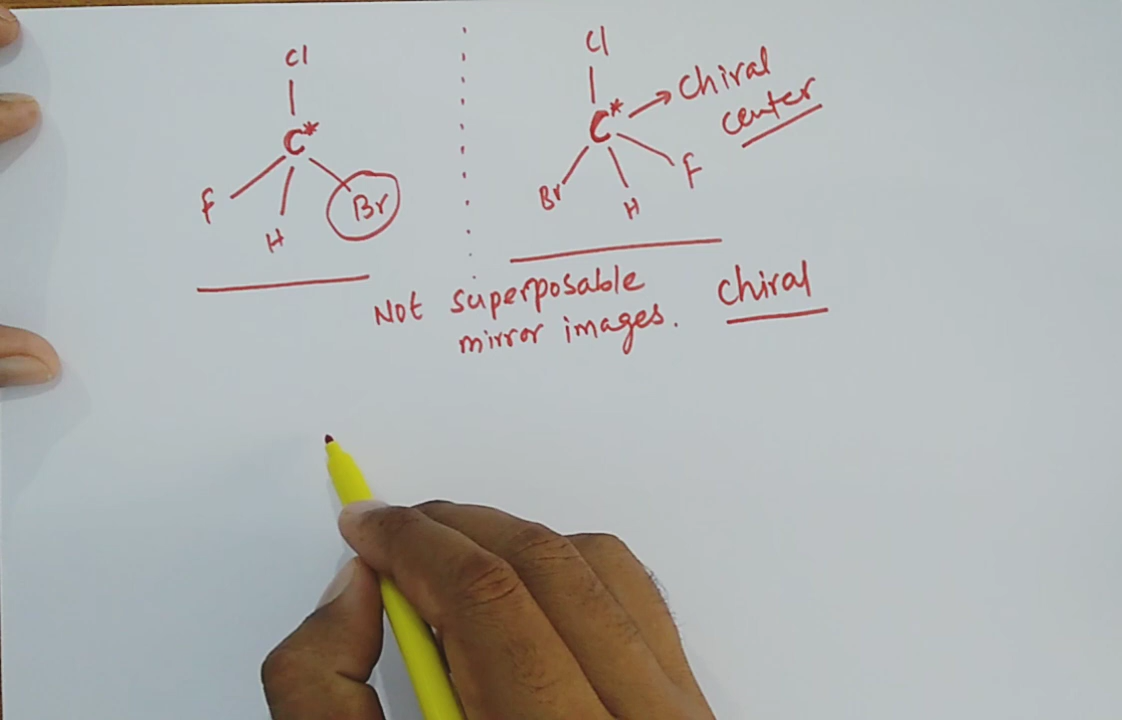 Cl
C*
F
H
Br
Cl
C*
chiral
center
Br
H
F
Not superposable
mirror images.
chiral